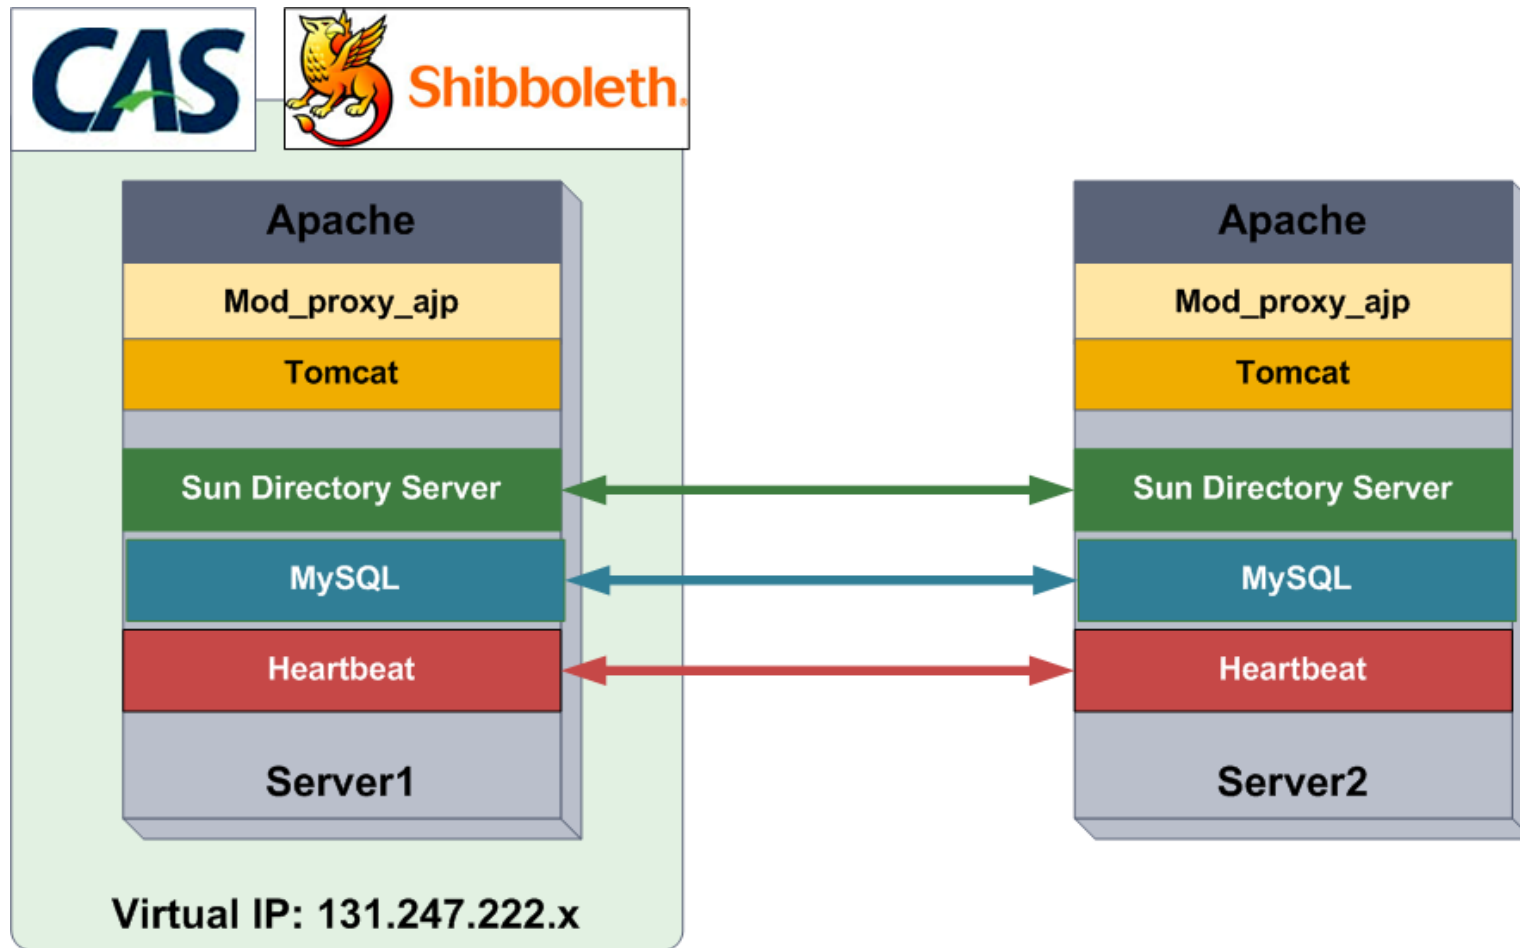 CAS
Shibboleth®
Apache
Mod_proxy_ajp
Tomcat
Sun Directory Server
MySQL
Heartbeat
Server1
Virtual IP: 131.247.222.x
Apache
Mod_proxy_ajp
Tomcat
Sun Directory Server
MySQL
Heartbeat
Server2